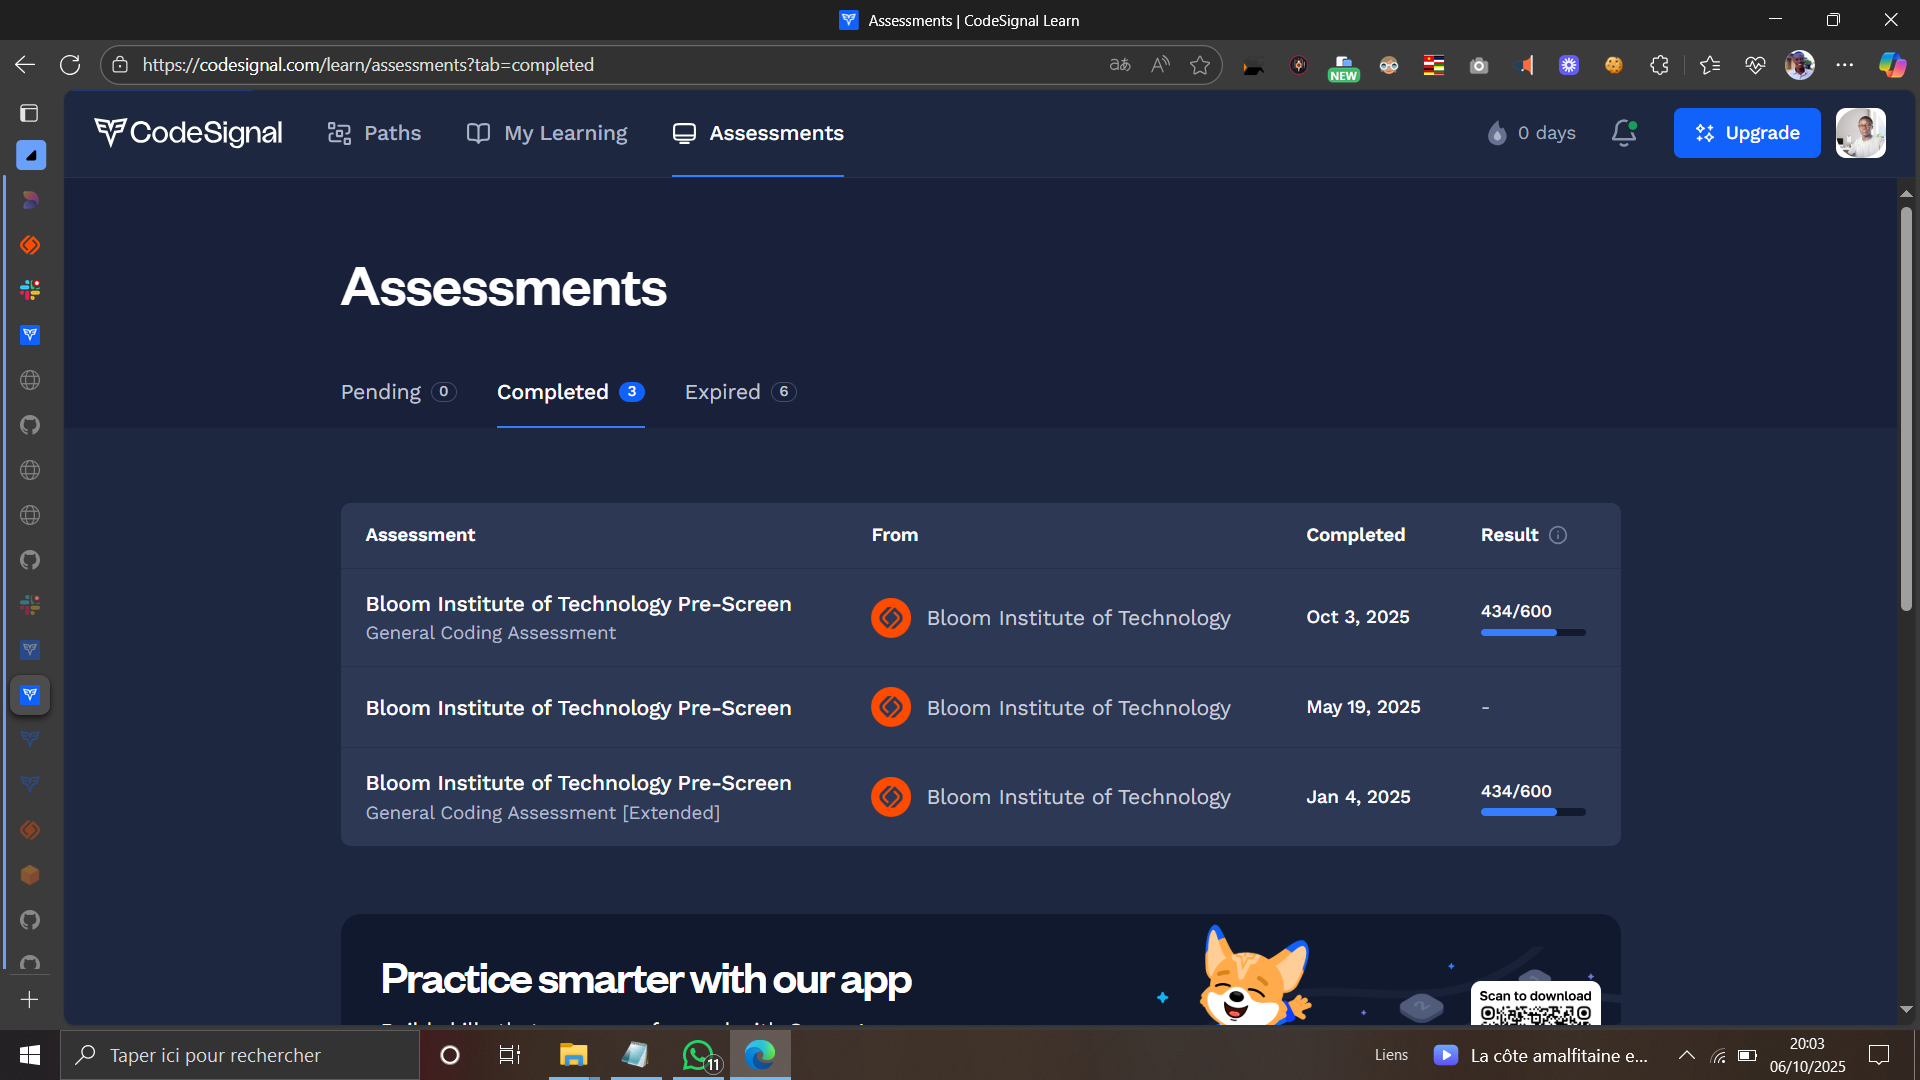 Assessments | CodeSignal Learn
https://codesignal.com/learn/assessments?tab=completed
aあ
A
NEW
CodeSignal
Paths
My Learning
Assessments
0 days
Upgrade
Assessments
Pending 0
Completed 3
Expired 6
Assessment From Completed Result
Bloom Institute of Technology Pre-Screen
General Coding Assessment
Bloom Institute of Technology
Oct 3, 2025
434/600
Bloom Institute of Technology Pre-Screen
Bloom Institute of Technology
May 19, 2025
-
Bloom Institute of Technology Pre-Screen
General Coding Assessment [Extended]
Bloom Institute of Technology
Jan 4, 2025
434/600
Practice smarter with our app
Scan to download
Taper ici pour rechercher
11
Liens
La côte amalfitaine e...
20:03
06/10/2025